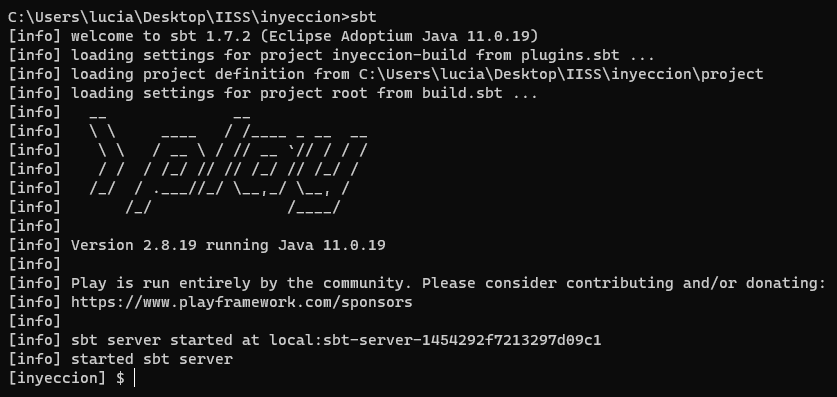 C:\Users\lucia\Desktop\IISS\inyeccion>sbt
[info] welcome to sbt 1.7.2 (Eclipse Adoptium Java 11.0.19)
[info] loading settings for project inyeccion-build from plugins.sbt ...
[info] loading project definition from C:\Users\lucia\Desktop\IISS\inyeccion\project
[info] loading settings for project root from build.sbt ...
[info]   __              __
[info]   \ \     ____   / /____ _ __  __
[info]    \ \   / __ \ / // __ `// / / /
[info]    / /  / /_/ // // /_/ // /_/ /
[info]   /_/  / .___//_/ \__,_/ \__, /
[info]       /_/               /____/
[info]
[info] Version 2.8.19 running Java 11.0.19
[info]
[info] Play is run entirely by the community. Please consider contributing and/or donating:
[info] https://www.playframework.com/sponsors
[info]
[info] sbt server started at local:sbt-server-1454292f7213297d09c1
[info] started sbt server
[inyeccion] $